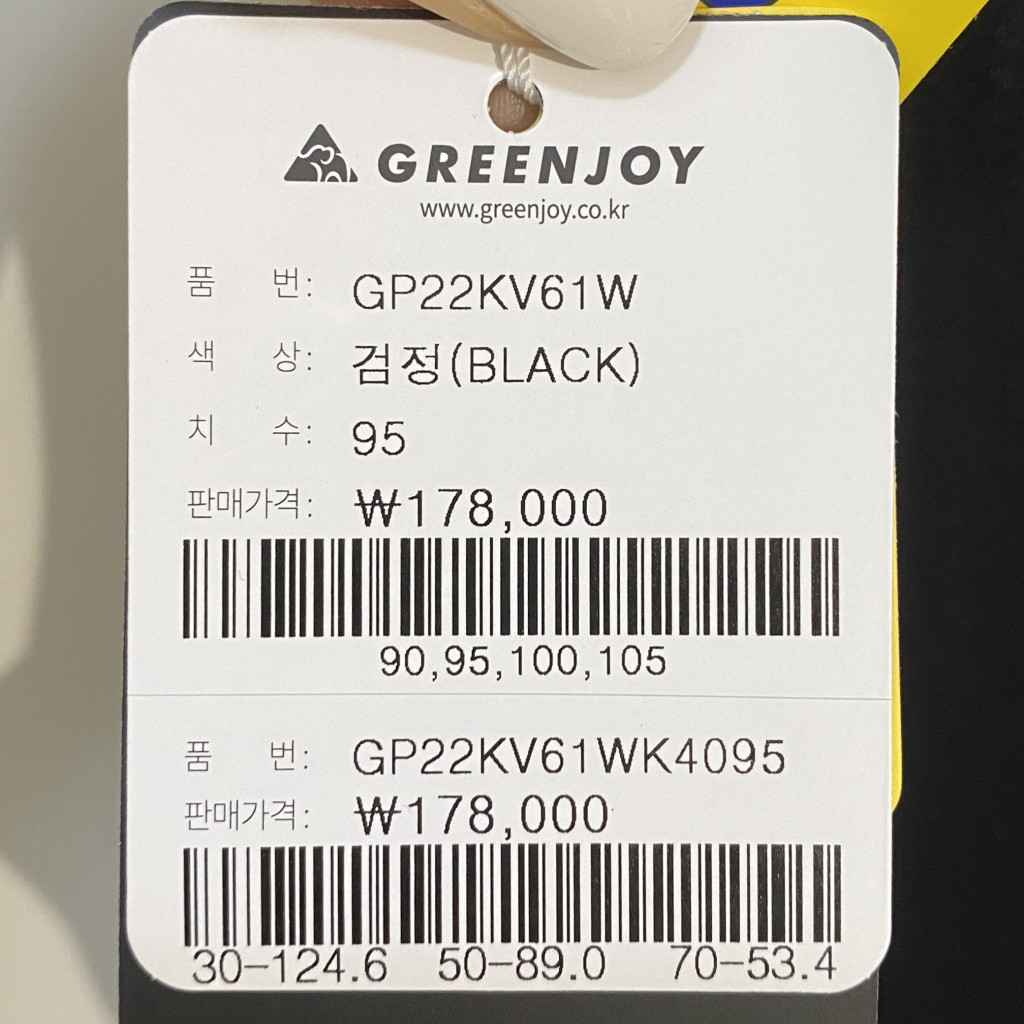 GREENJOY
www.greenjoy.co.kr
품 번: GP22KV61W
색 상: 검정(BLACK)
치 수: 95
판매가격: ₩178,000
90,95,100,105
품 번: GP22KV61WK4095
판매가격: ₩178,000
30-124.6 50-89.0 70-53.4